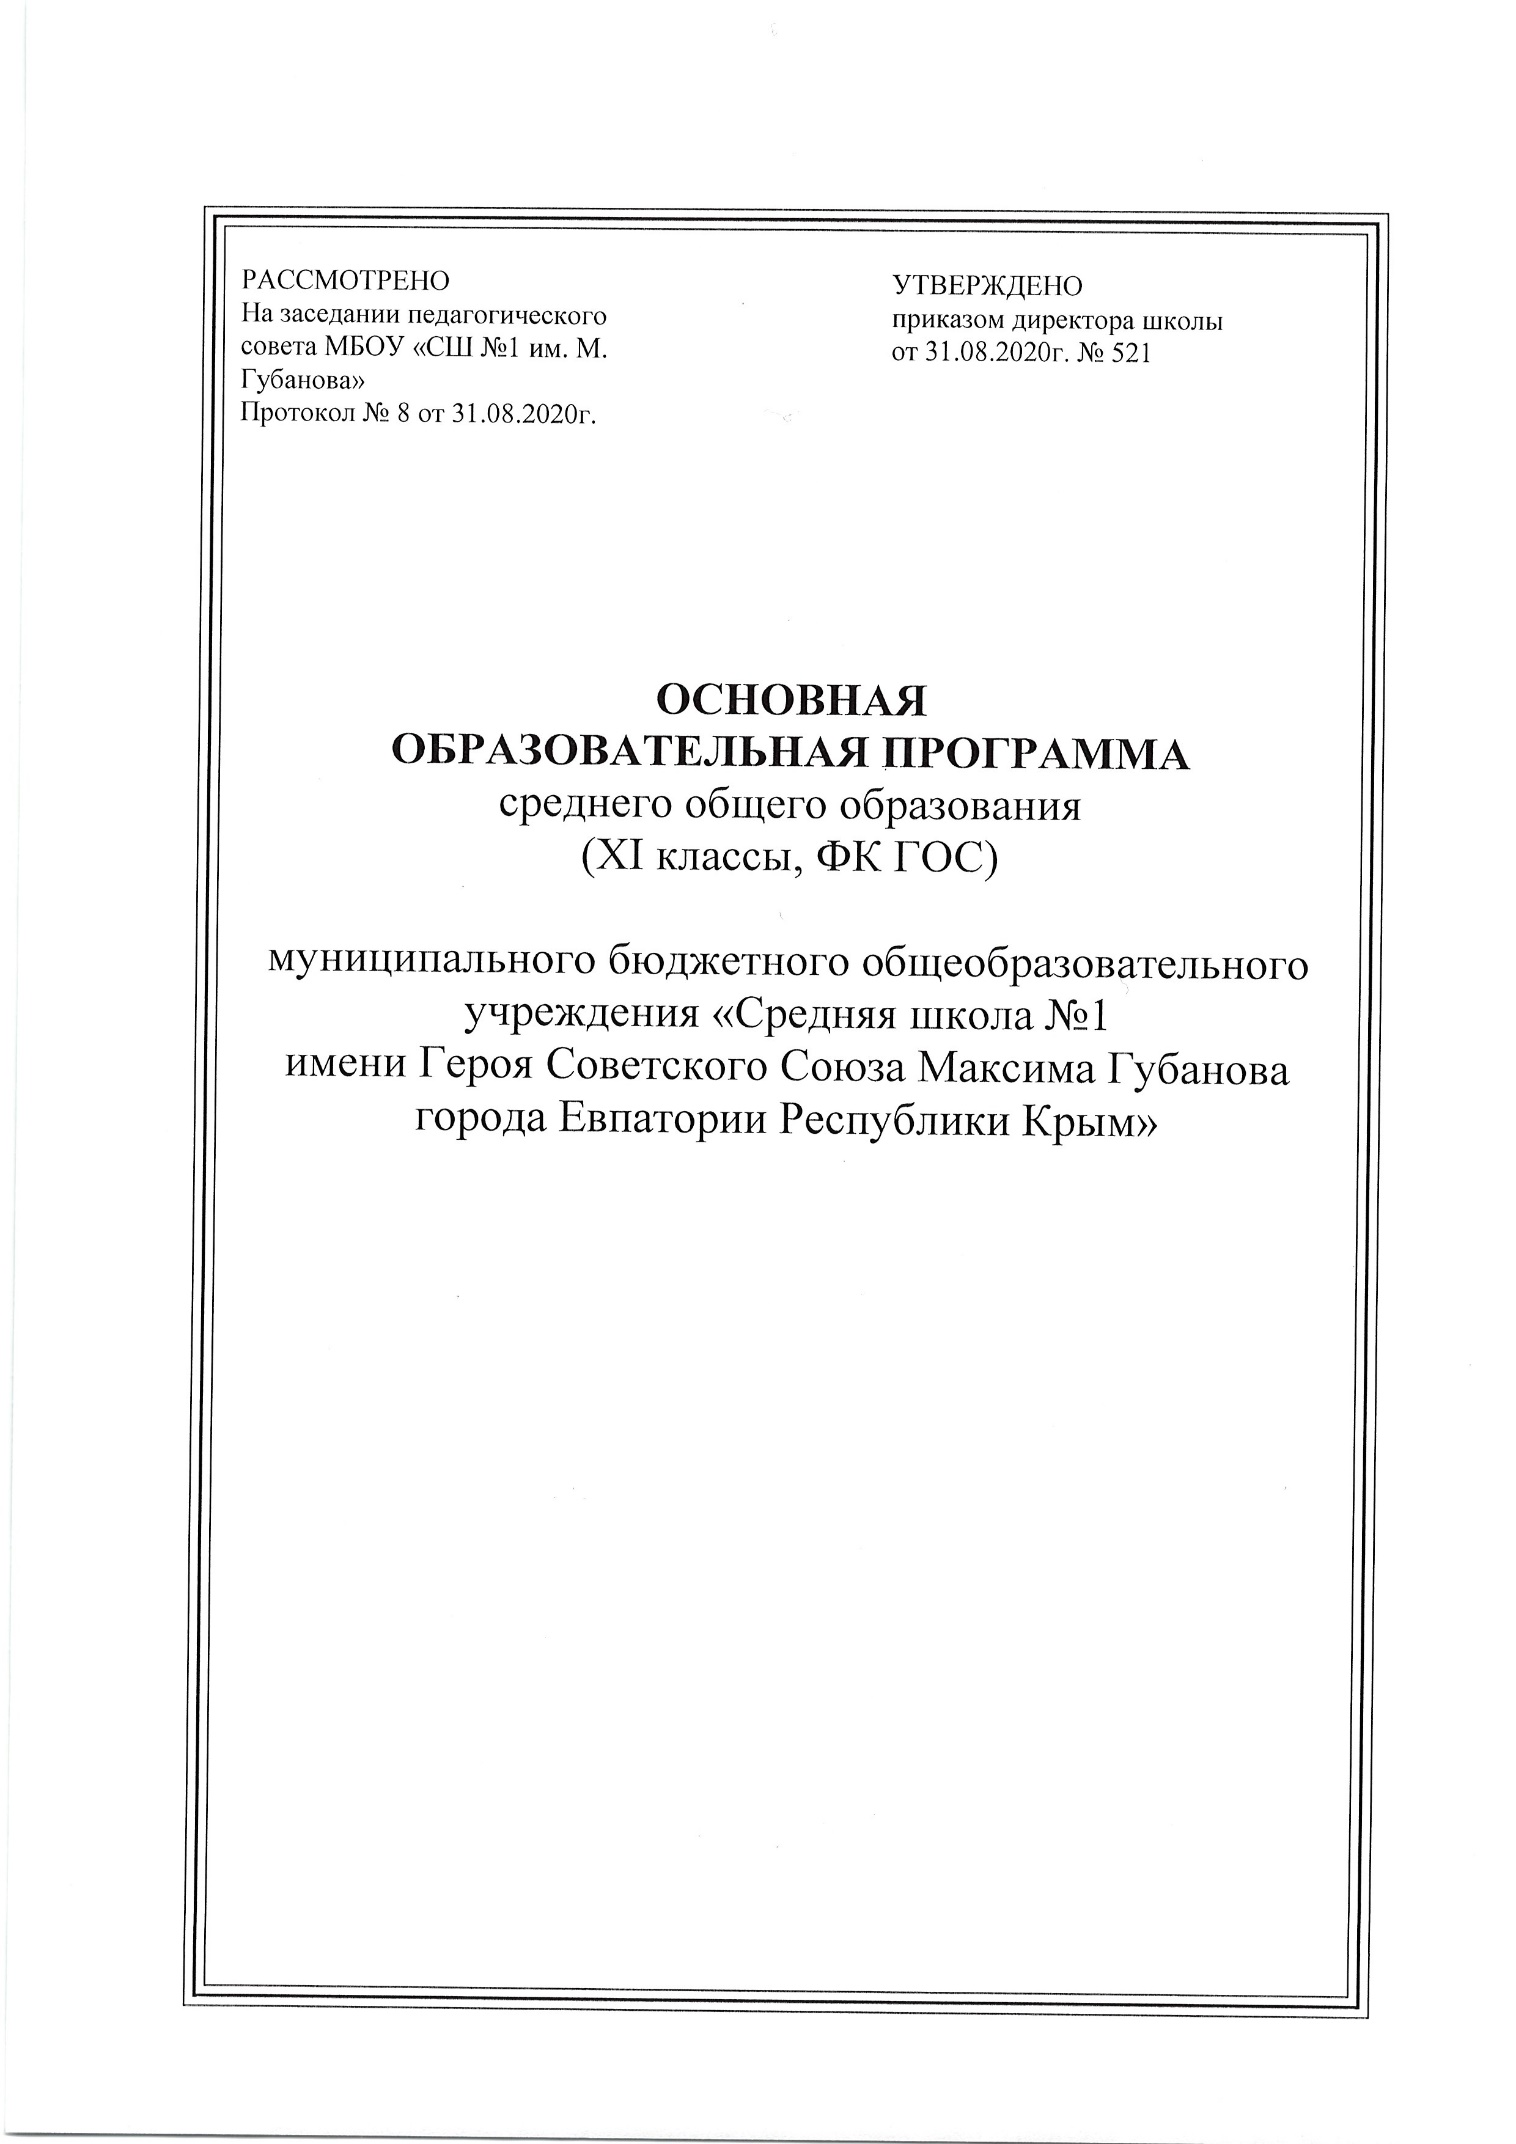 РАССМОТРЕНО
На заседании педагогического
совета МБОУ «СШ №1 им. М.
Губанова»
Протокол № 8 от 31.08.2020г.
УТВЕРЖДЕНО
приказом директора школы
от 31.08.2020г. № 521
ОСНОВНАЯ
ОБРАЗОВАТЕЛЬНАЯ ПРОГРАММА
среднего общего образования
(XI классы, ФК ГОС)
муниципального бюджетного общеобразовательного
учреждения «Средняя школа №1
имени Героя Советского Союза Максима Губанова
города Евпатории Республики Крым»